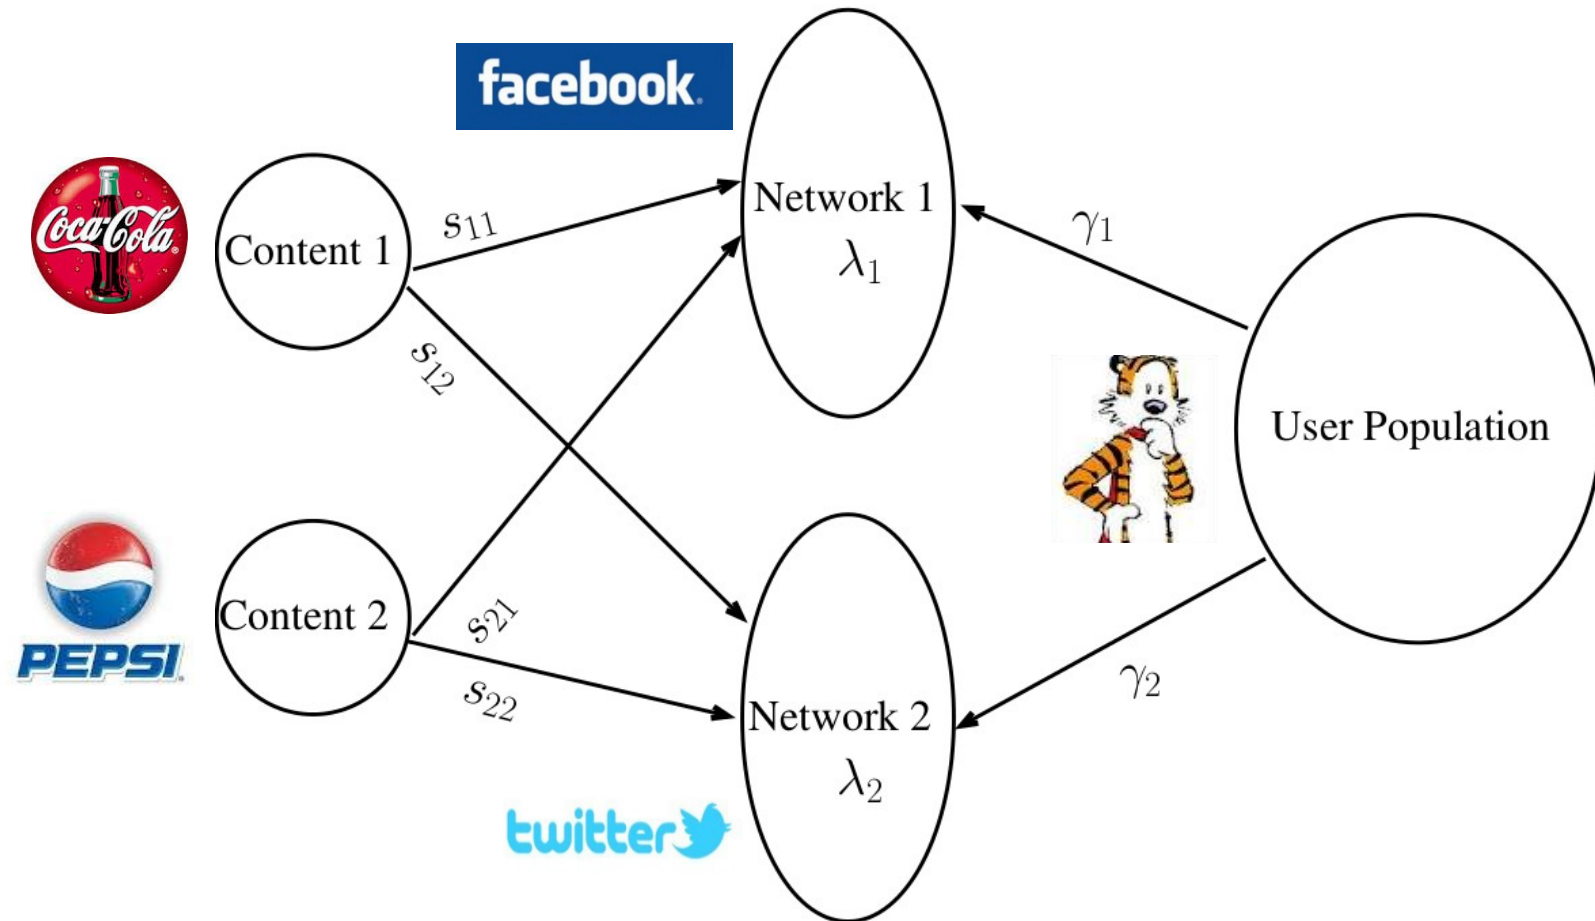 facebook®
Coca-Cola®
Content 1
s₁₁
s₁₂
Network 1
λ₁
γ₁
User Population
PEPSI
Content 2
s₂₁
s₂₂
Network 2
λ₂
γ₂
twitter